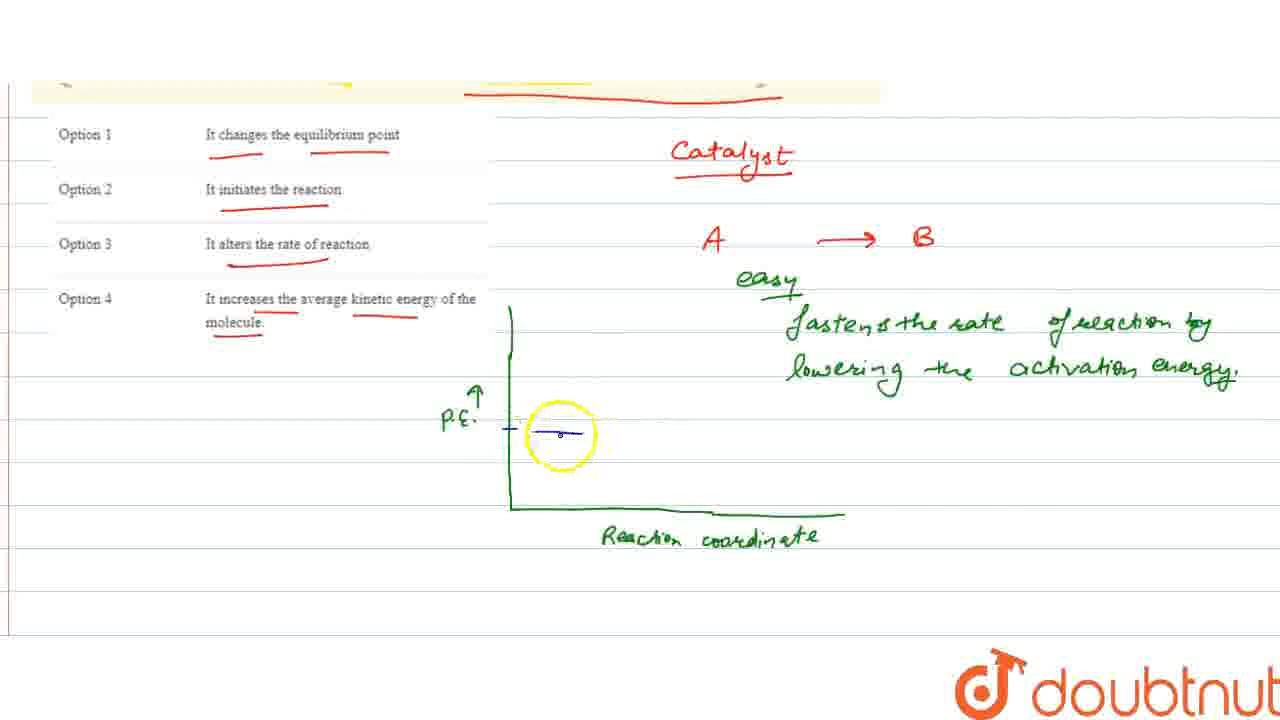 Option 1 It changes the equilibrium point
Option 2 It initiates the reaction
Option 3 It alters the rate of reaction
Option 4 It increases the average kinetic energy of the
molecule.
Catalyst
A → B
easy
fastens the rate of reaction by
lowering the activation energy.
P.E. ↑
Reaction coordinate
doubtnut